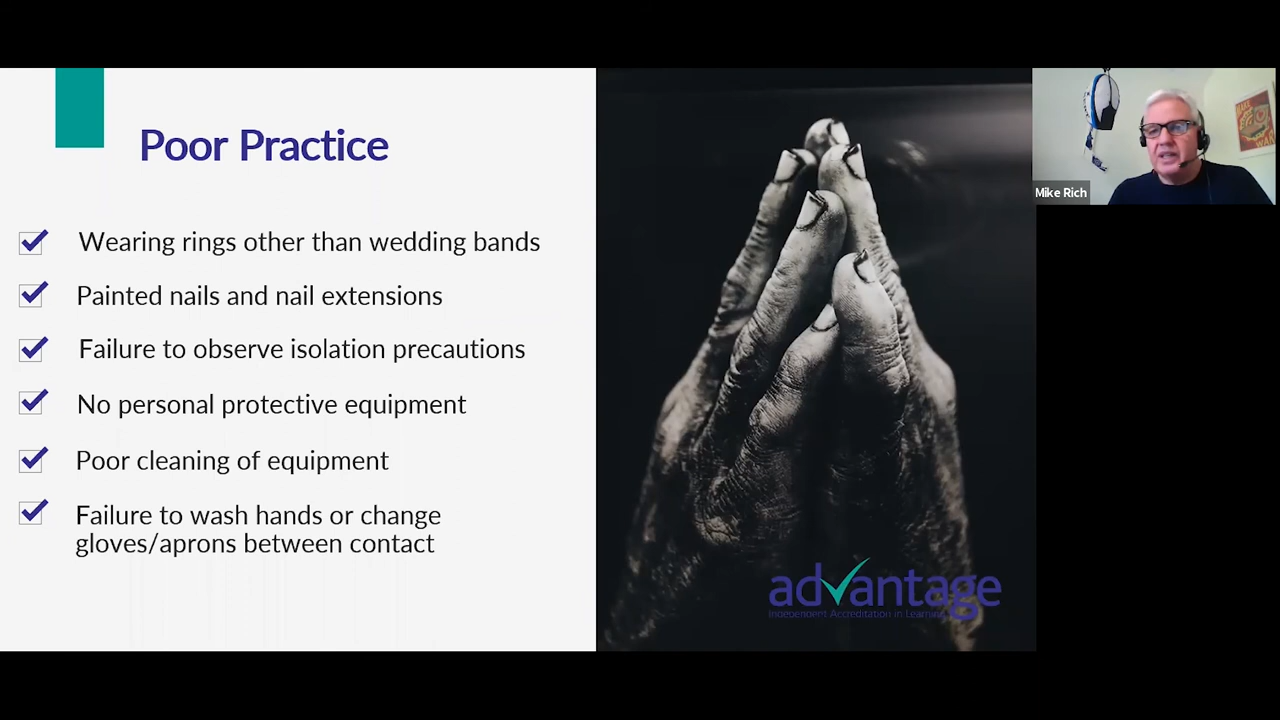 Poor Practice
Wearing rings other than wedding bands
Painted nails and nail extensions
Failure to observe isolation precautions
No personal protective equipment
Poor cleaning of equipment
Failure to wash hands or change
gloves/aprons between contact
advantage
Independent Accreditation in Learning
Mike Rich
MAKE